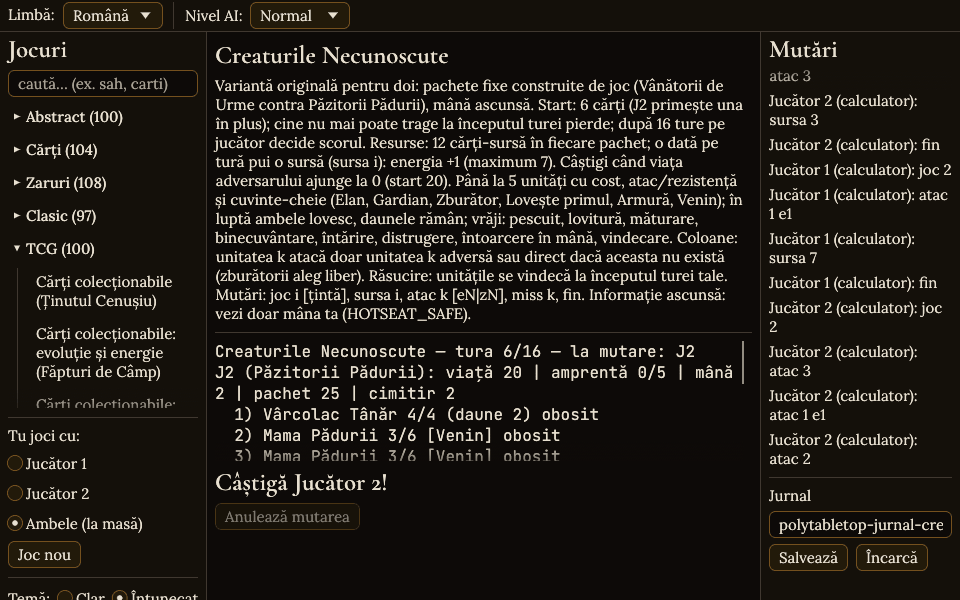 Limbă: Română Nivel AI: Normal
Jocuri
caută... (ex. sah, carti)
Abstract (100)
Cărți (104)
Zaruri (108)
Clasic (97)
TCG (100)
Cărți colecționabile
(Ținutul Cenușiu)
Cărți colecționabile:
evoluție și energie
(Făpturi de Câmp)
Cărți colecționabile:
Tu joci cu:
Jucător 1
Jucător 2
Ambele (la masă)
Joc nou
Temă: Clar Întunecat
Creaturile Necunoscute
Variantă originală pentru doi: pachete fixe construite de joc (Vânătorii de
Urme contra Păzitorii Pădurii), mână ascunsă. Start: 6 cărți (J2 primește una
în plus); cine nu mai poate trage la începutul turei pierde; după 16 ture pe
jucător decide scorul. Resurse: 12 cărți-sursă în fiecare pachet; o dată pe
tură pui o sursă (sursa i): energia +1 (maximum 7). Câștigi când viața
adversarului ajunge la 0 (start 20). Până la 5 unități cu cost, atac/rezistență
și cuvinte-cheie (Elan, Gardian, Zburător, Lovește primul, Armură, Venin); în
luptă ambele lovesc, daunele rămân; vrăji: pescuit, lovitură, măturare,
binecuvântare, întărire, distrugere, întoarcere în mână, vindecare. Coloane:
unitatea k atacă doar unitatea k adversă sau direct dacă aceasta nu există
(zburătorii aleg liber). Răsucire: unitățile se vindecă la începutul turei tale.
Mutări: joc i [țintă], sursa i, atac k [eN|zN], miss k, fin. Informație ascunsă:
vezi doar mâna ta (HOTSEAT_SAFE).
Creaturile Necunoscute — tura 6/16 — la mutare: J2
J2 (Păzitorii Pădurii): viață 20 | amprentă 0/5 | mână
2 | pachet 25 | cimitir 2
1) Vârcolac Tânăr 4/4 (daune 2) obosit
2) Mama Pădurii 3/6 [Venin] obosit
3) Mama Pădurii 3/6 [Venin] obosit
Câștigă Jucător 2!
Anulează mutarea
Mutări
atac 3
Jucător 2 (calculator):
sursa 3
Jucător 2 (calculator): fin
Jucător 1 (calculator): joc 2
Jucător 1 (calculator): atac
1 e1
Jucător 1 (calculator):
sursa 7
Jucător 1 (calculator): fin
Jucător 2 (calculator): joc
2
Jucător 2 (calculator):
atac 3
Jucător 2 (calculator):
atac 1 e1
Jucător 2 (calculator):
atac 2
Jurnal
polytabletop-jurnal-cre
Salvează Încarcă